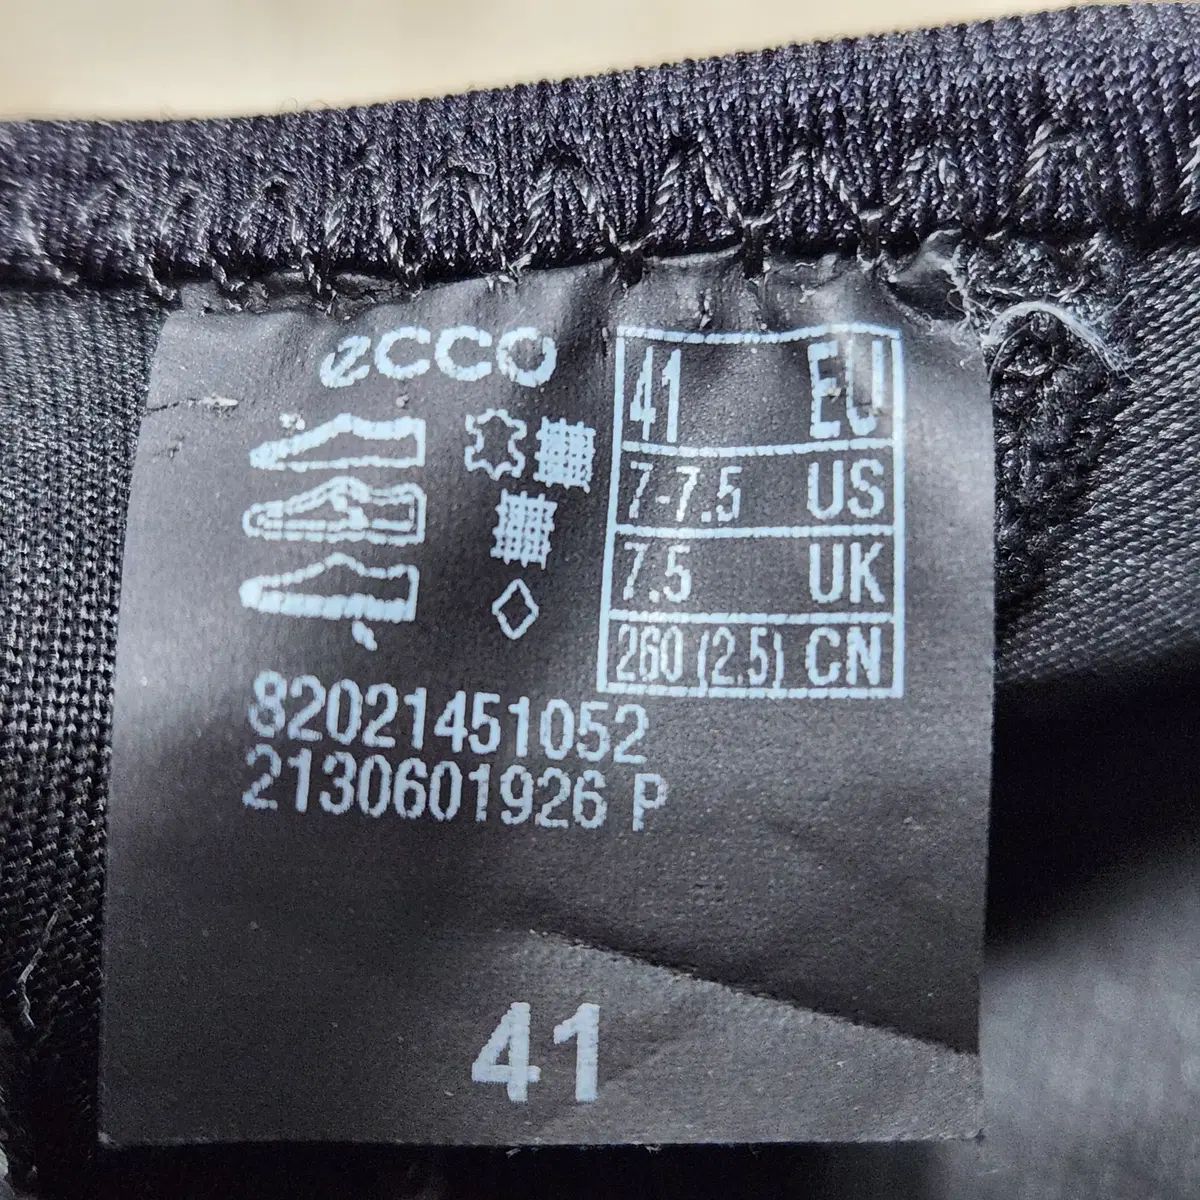 ecco
41 EU
7-7.5 US
7.5 UK
260 (2.5) CN
82021451052
2130601926 P
41